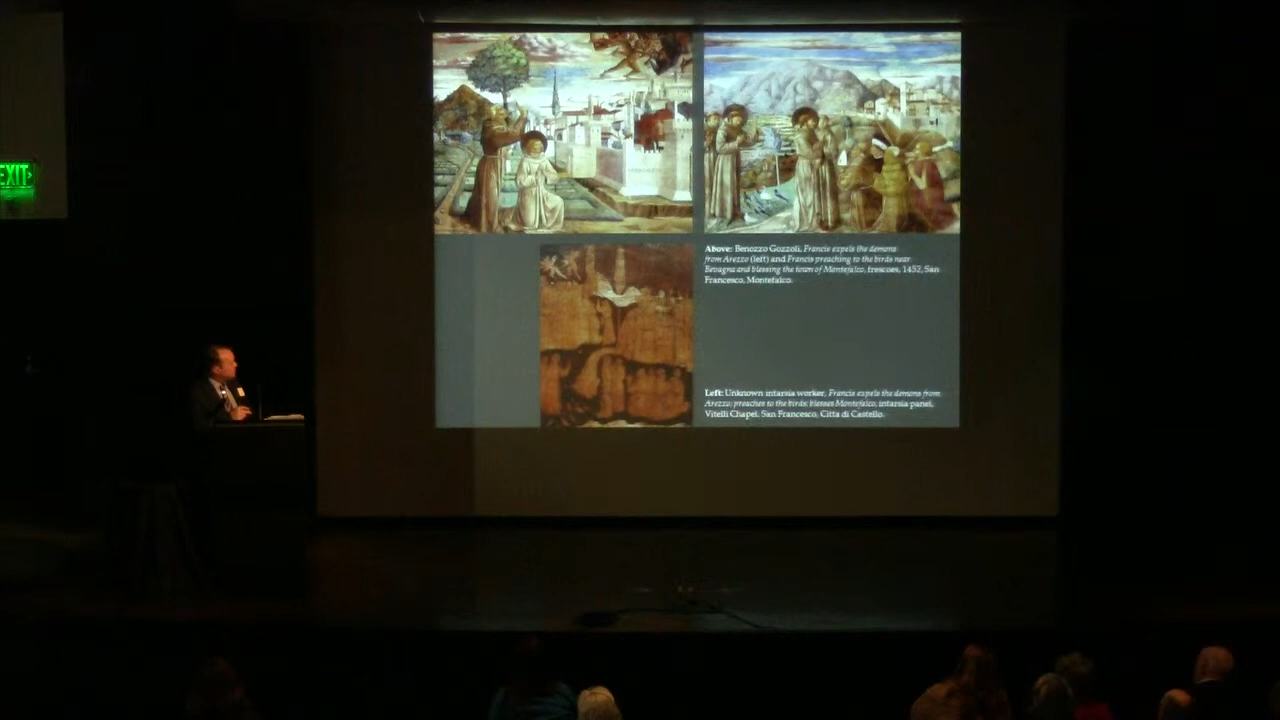 EXIT
Above: Benozzo Gozzoli, Francis expels the demons
from Arezzo (left) and Francis preaching to the birds near
Bevagna and blessing the town of Montefalco, frescoes, 1452, San
Francesco, Montefalco.
Left: Unknown intarsia worker, Francis expels the demons from
Arezzo; preaches to the birds; blesses Montefalco, intarsia panel,
Vitelli Chapel, San Francesco, Citta di Castello.